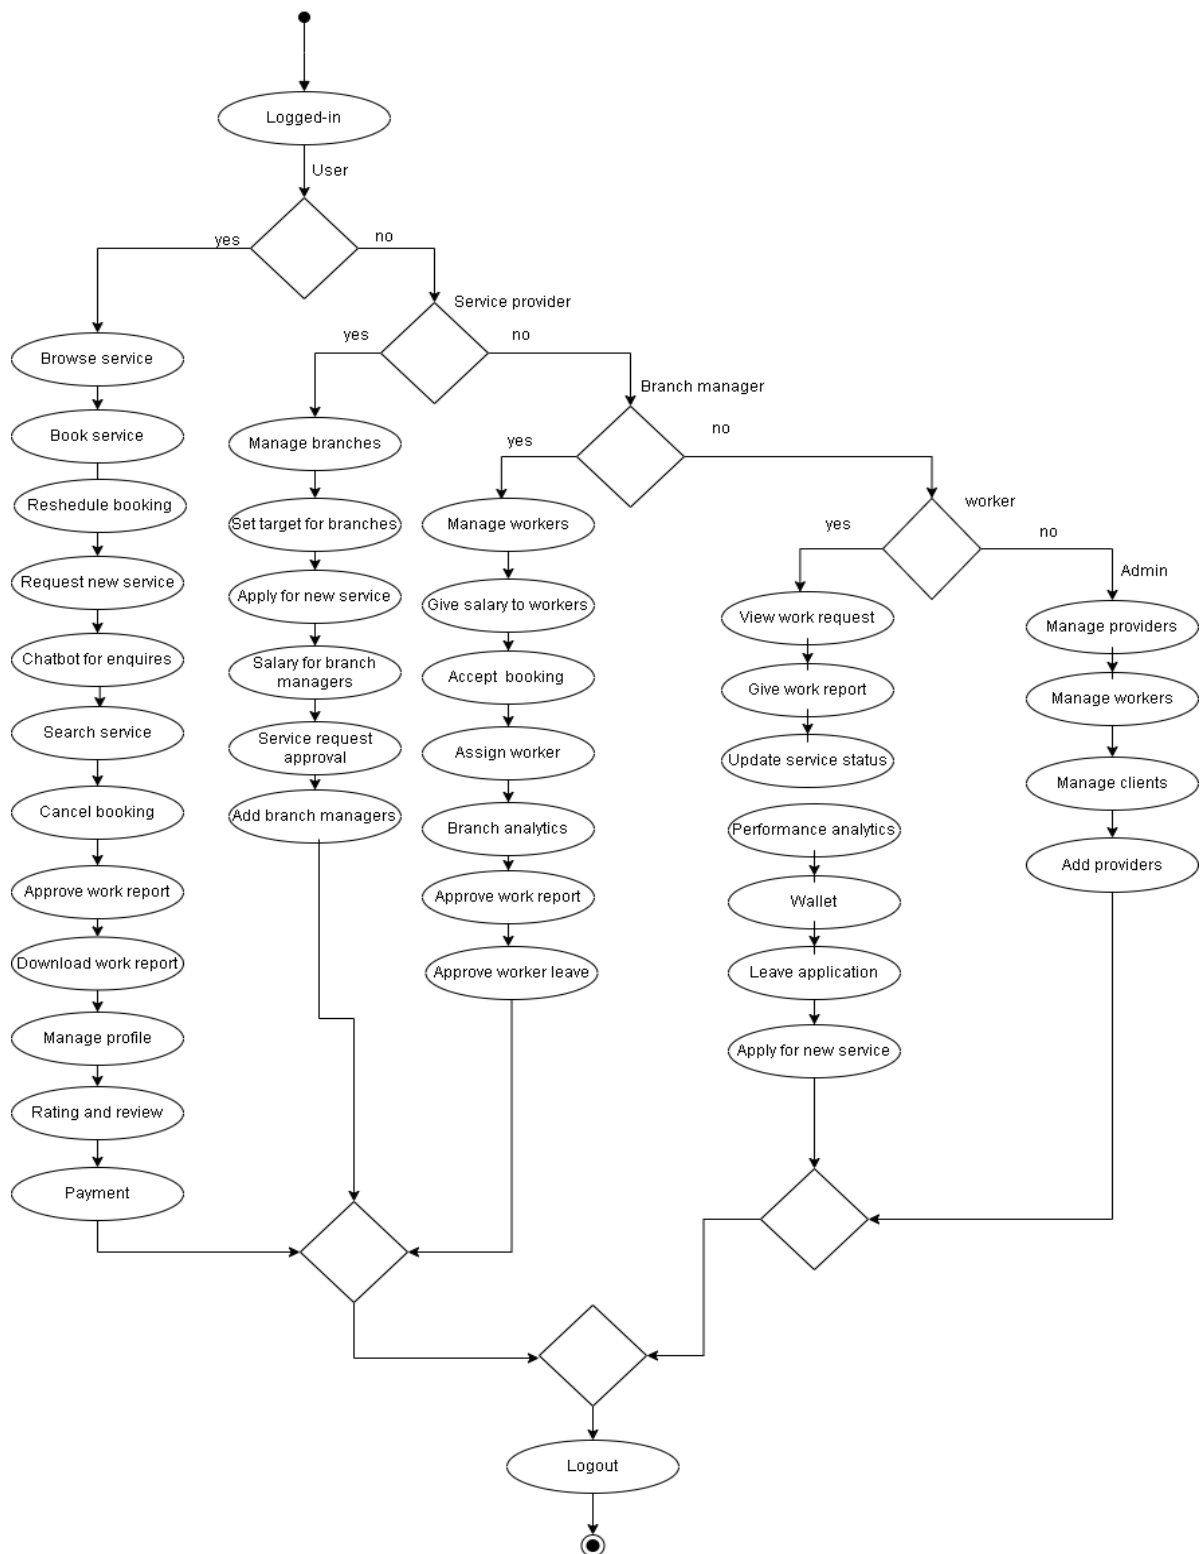 Logged-in
User
yes
no
Service provider
yes
no
Branch manager
yes
no
worker
yes
no
Admin
Browse service
Book service
Reshedule booking
Request new service
Chatbot for enquires
Search service
Cancel booking
Approve work report
Download work report
Manage profile
Rating and review
Payment
Manage branches
Set target for branches
Apply for new service
Salary for branch
managers
Service request
approval
Add branch managers
Manage workers
Give salary to workers
Accept booking
Assign worker
Branch analytics
Approve work report
Approve worker leave
View work request
Give work report
Update service status
Performance analytics
Wallet
Leave application
Apply for new service
Manage providers
Manage workers
Manage clients
Add providers
Logout